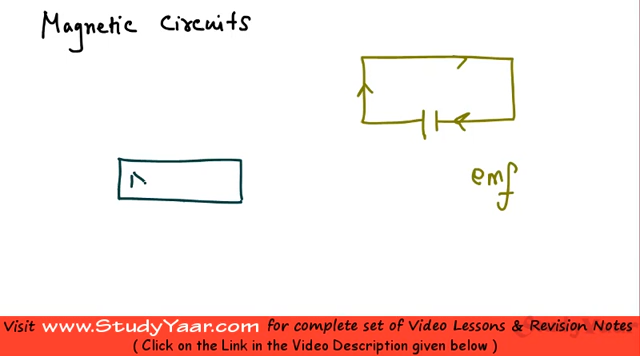 Magnetic Circuits
N
emf
Visit www.StudyYaar.com for complete set of Video Lessons & Revision Notes
( Click on the Link in the Video Description given below )